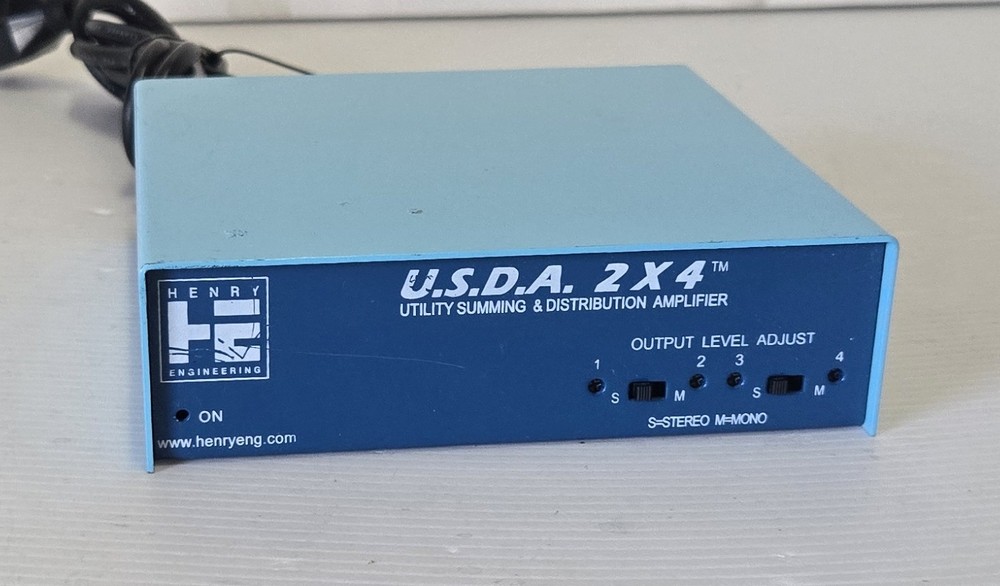 HENRY
HE
ENGINEERING
U.S.D.A. 2X4™
UTILITY SUMMING & DISTRIBUTION AMPLIFIER
OUTPUT LEVEL ADJUST
1 2 3 4
S M S M
S=STEREO M=MONO
ON
www.henryeng.com